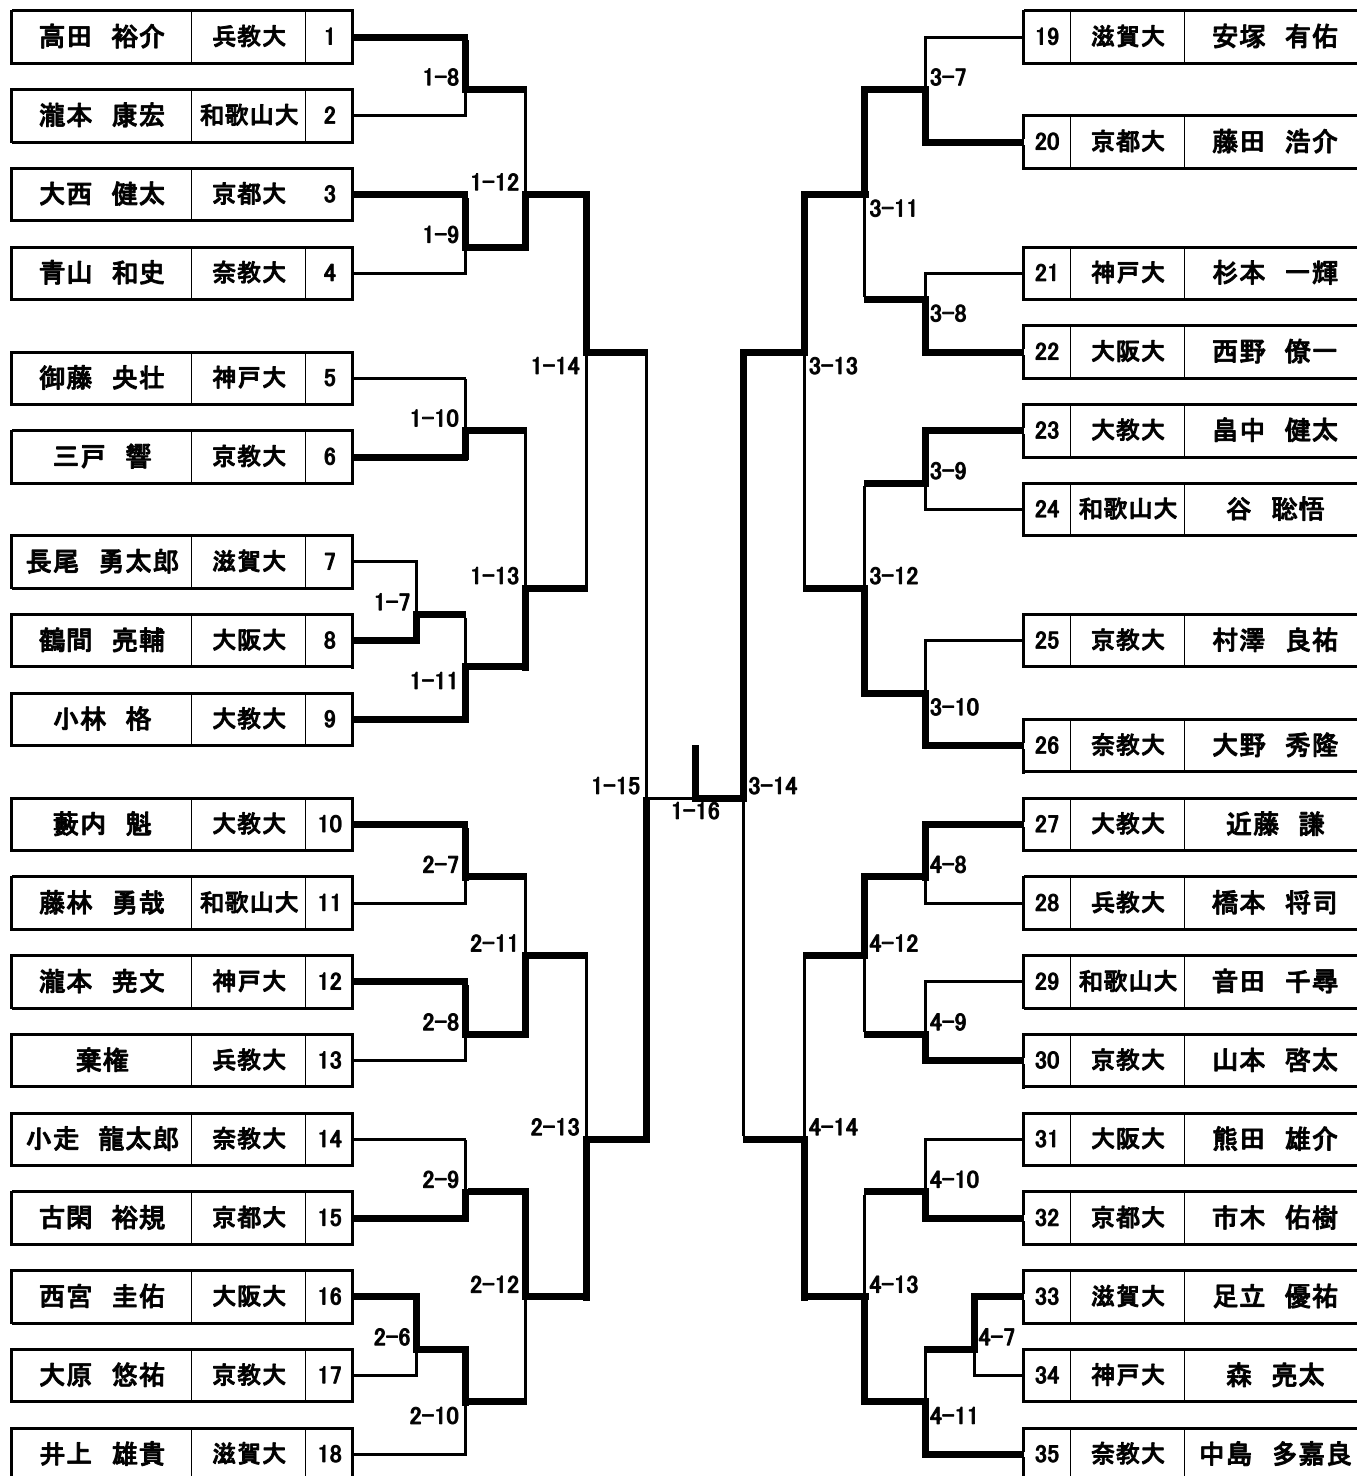 高田 裕介 兵教大 1
1-8
瀧本 康宏 和歌山大 2
1-12
大西 健太 京都大 3
1-9
青山 和史 奈教大 4
1-14
御藤 央壮 神戸大 5
1-10
三戸 響 京教大 6
長尾 勇太郎 滋賀大 7
1-13
1-7
鶴間 亮輔 大阪大 8
1-11
小林 格 大教大 9
1-15
藪内 魁 大教大 10
2-7
藤林 勇哉 和歌山大 11
2-11
瀧本 尭文 神戸大 12
2-8
棄権 兵教大 13
2-13
小走 龍太郎 奈教大 14
2-9
古閑 裕規 京都大 15
2-12
西宮 圭佑 大阪大 16
2-6
大原 悠祐 京教大 17
2-10
井上 雄貴 滋賀大 18
1-16
19 滋賀大 安塚 有佑
3-7
20 京都大 藤田 浩介
3-11
21 神戸大 杉本 一輝
3-8
22 大阪大 西野 僚一
3-13
23 大教大 畠中 健太
3-9
24 和歌山大 谷 聡悟
3-12
25 京教大 村澤 良祐
3-10
26 奈教大 大野 秀隆
3-14
27 大教大 近藤 謙
4-8
28 兵教大 橋本 将司
4-12
29 和歌山大 音田 千尋
4-9
30 京教大 山本 啓太
4-14
31 大阪大 熊田 雄介
4-10
32 京都大 市木 佑樹
4-13
33 滋賀大 足立 優祐
4-7
34 神戸大 森 亮太
4-11
35 奈教大 中島 多嘉良